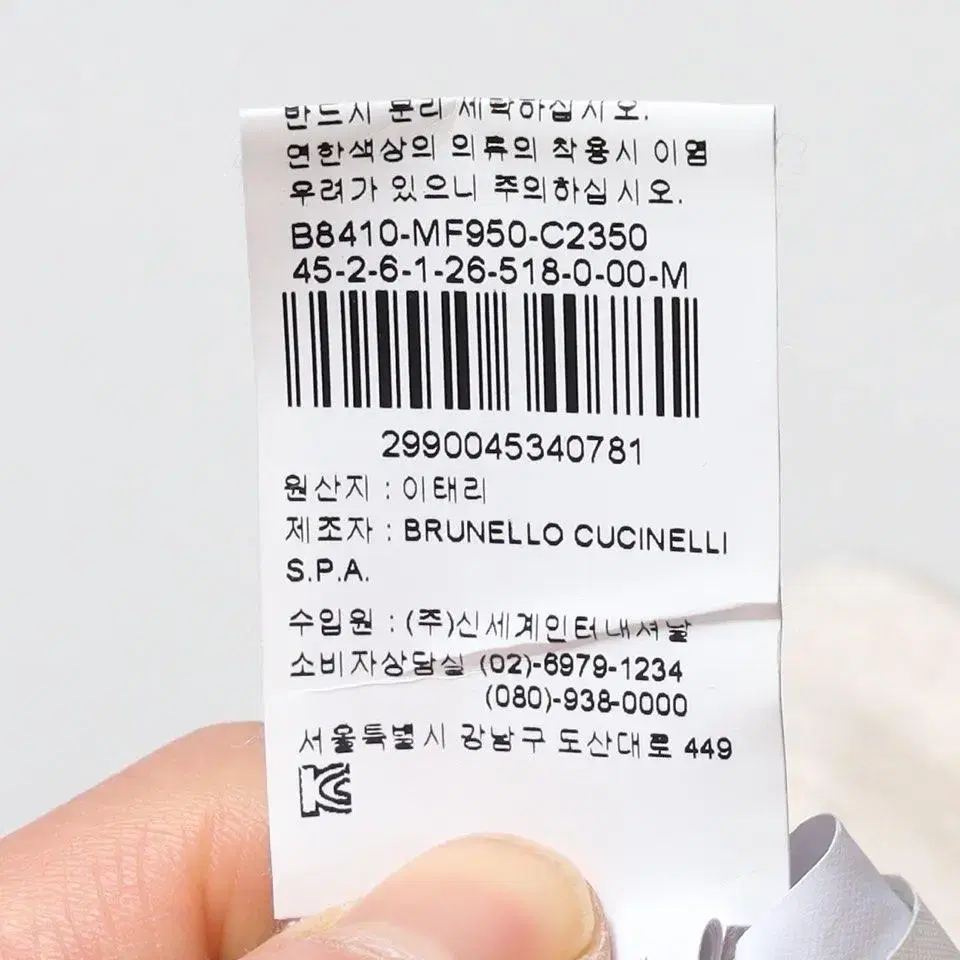 반드시 분리 세탁하십시오.
연한색상의 의류의 착용시 이염
우려가 있으니 주의하십시오.
B8410-MF950-C2350
45-2-6-1-26-518-0-00-M
2990045340781
원산지 : 이태리
제조자 : BRUNELLO CUCINELLI
S.P.A.
수입원 : (주)신세계인터내셔날
소비자상담실 (02)-6979-1234
(080)-938-0000
서울특별시 강남구 도산대로 449
KC